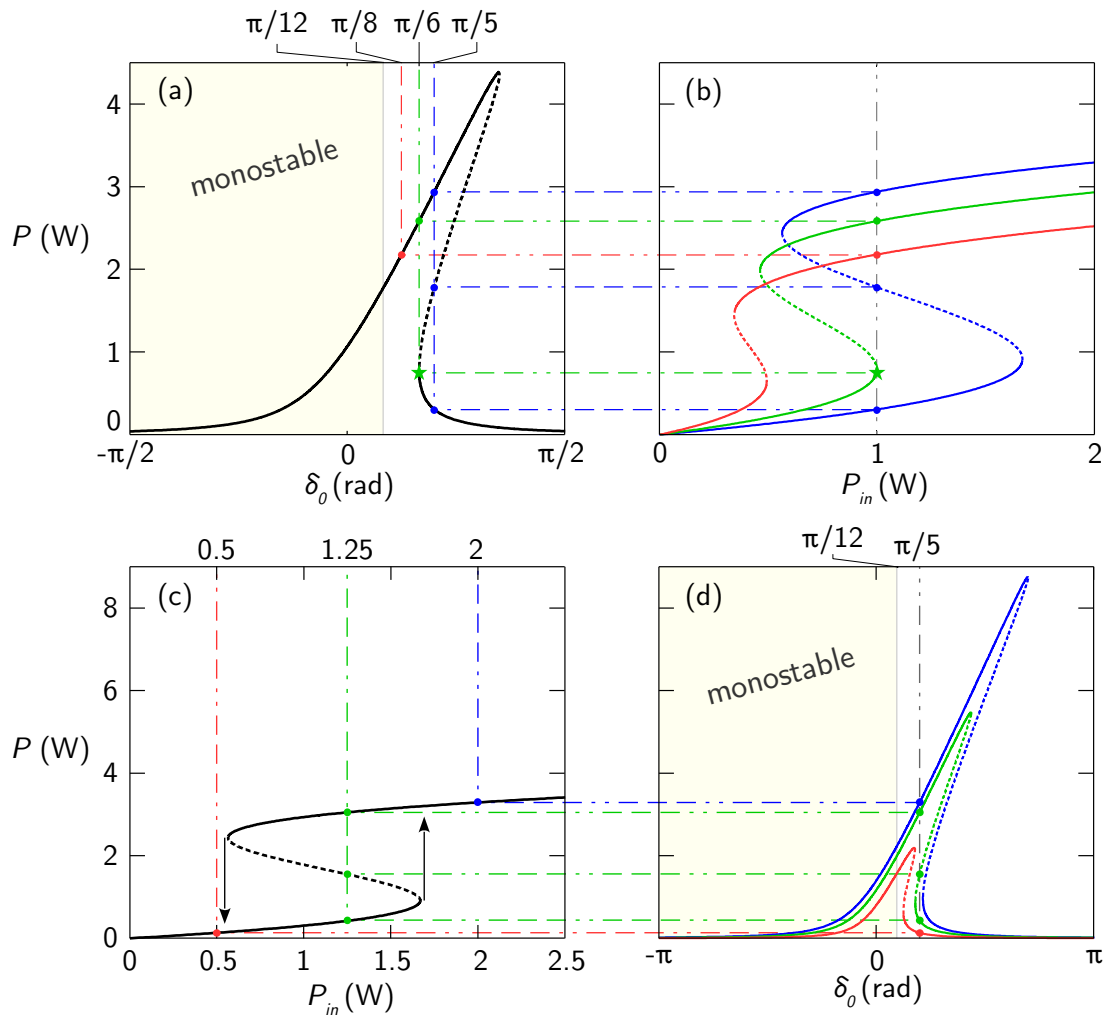 π/12 π/8 π/6 π/5
(a) (b)
monostable
4
3
P (W)
2
1
0
-π/2 0 π/2 0 1 2
δ₀ (rad) P_in (W)
0.5 1.25 2 π/12 π/5
(c) (d)
8
monostable
6
P (W)
4
2
0
0 0.5 1 1.5 2 2.5 -π 0 π
P_in (W) δ₀ (rad)